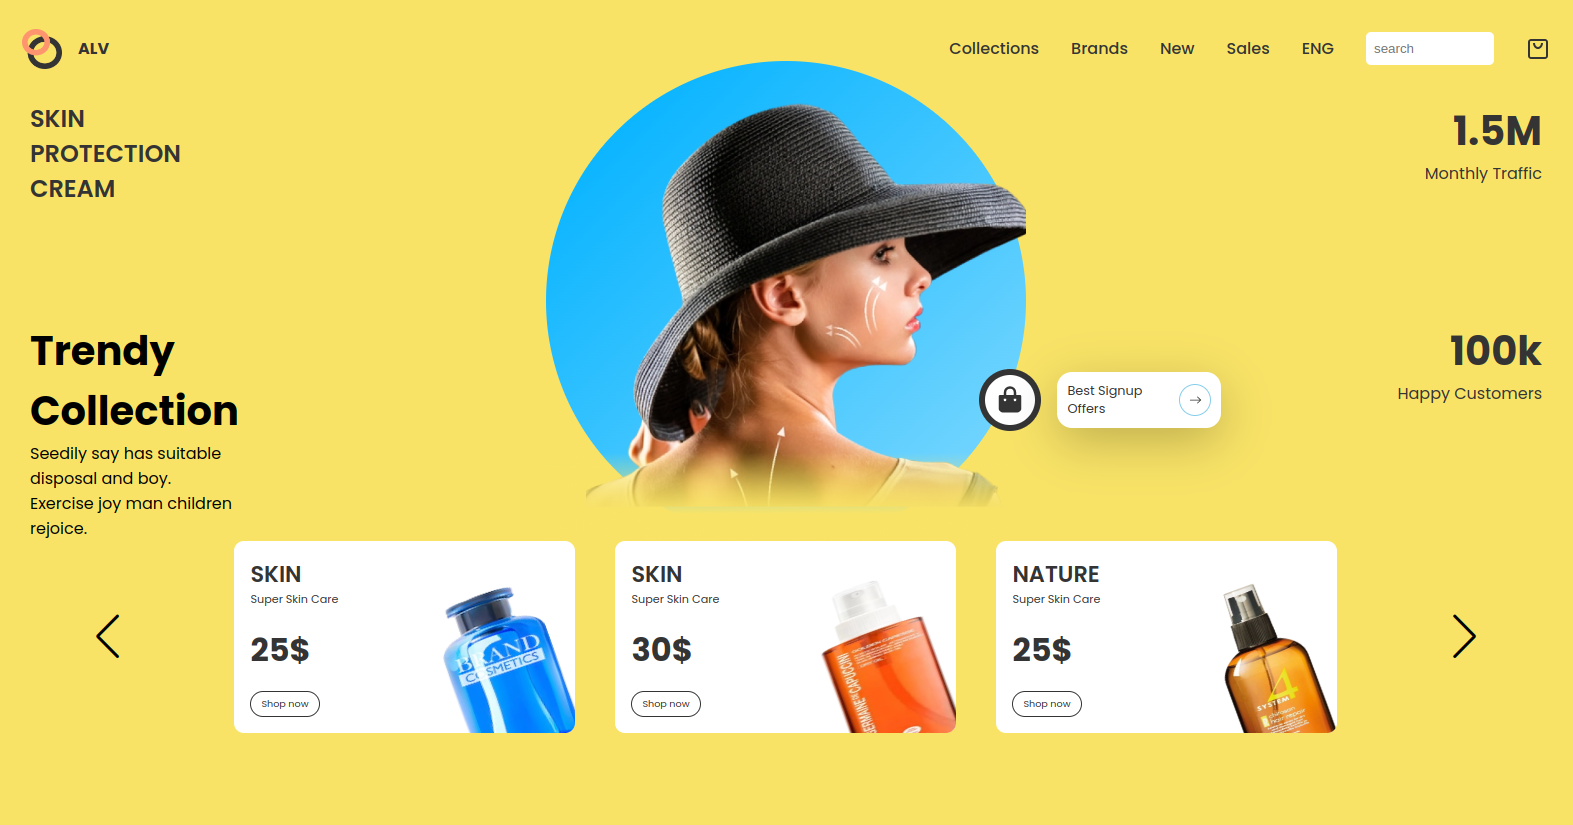 ALV
Collections
Brands
New
Sales
ENG
search
SKIN
PROTECTION
CREAM
1.5M
Monthly Traffic
Trendy
Collection
Seedily say has suitable
disposal and boy.
Exercise joy man children
rejoice.
100k
Happy Customers
Best Signup
Offers
SKIN
Super Skin Care
25$
Shop now
BRAND
COSMETICS
SKIN
Super Skin Care
30$
Shop now
GERMAINE DE CAPUCCINI
NATURE
Super Skin Care
25$
Shop now
4
SYSTEM